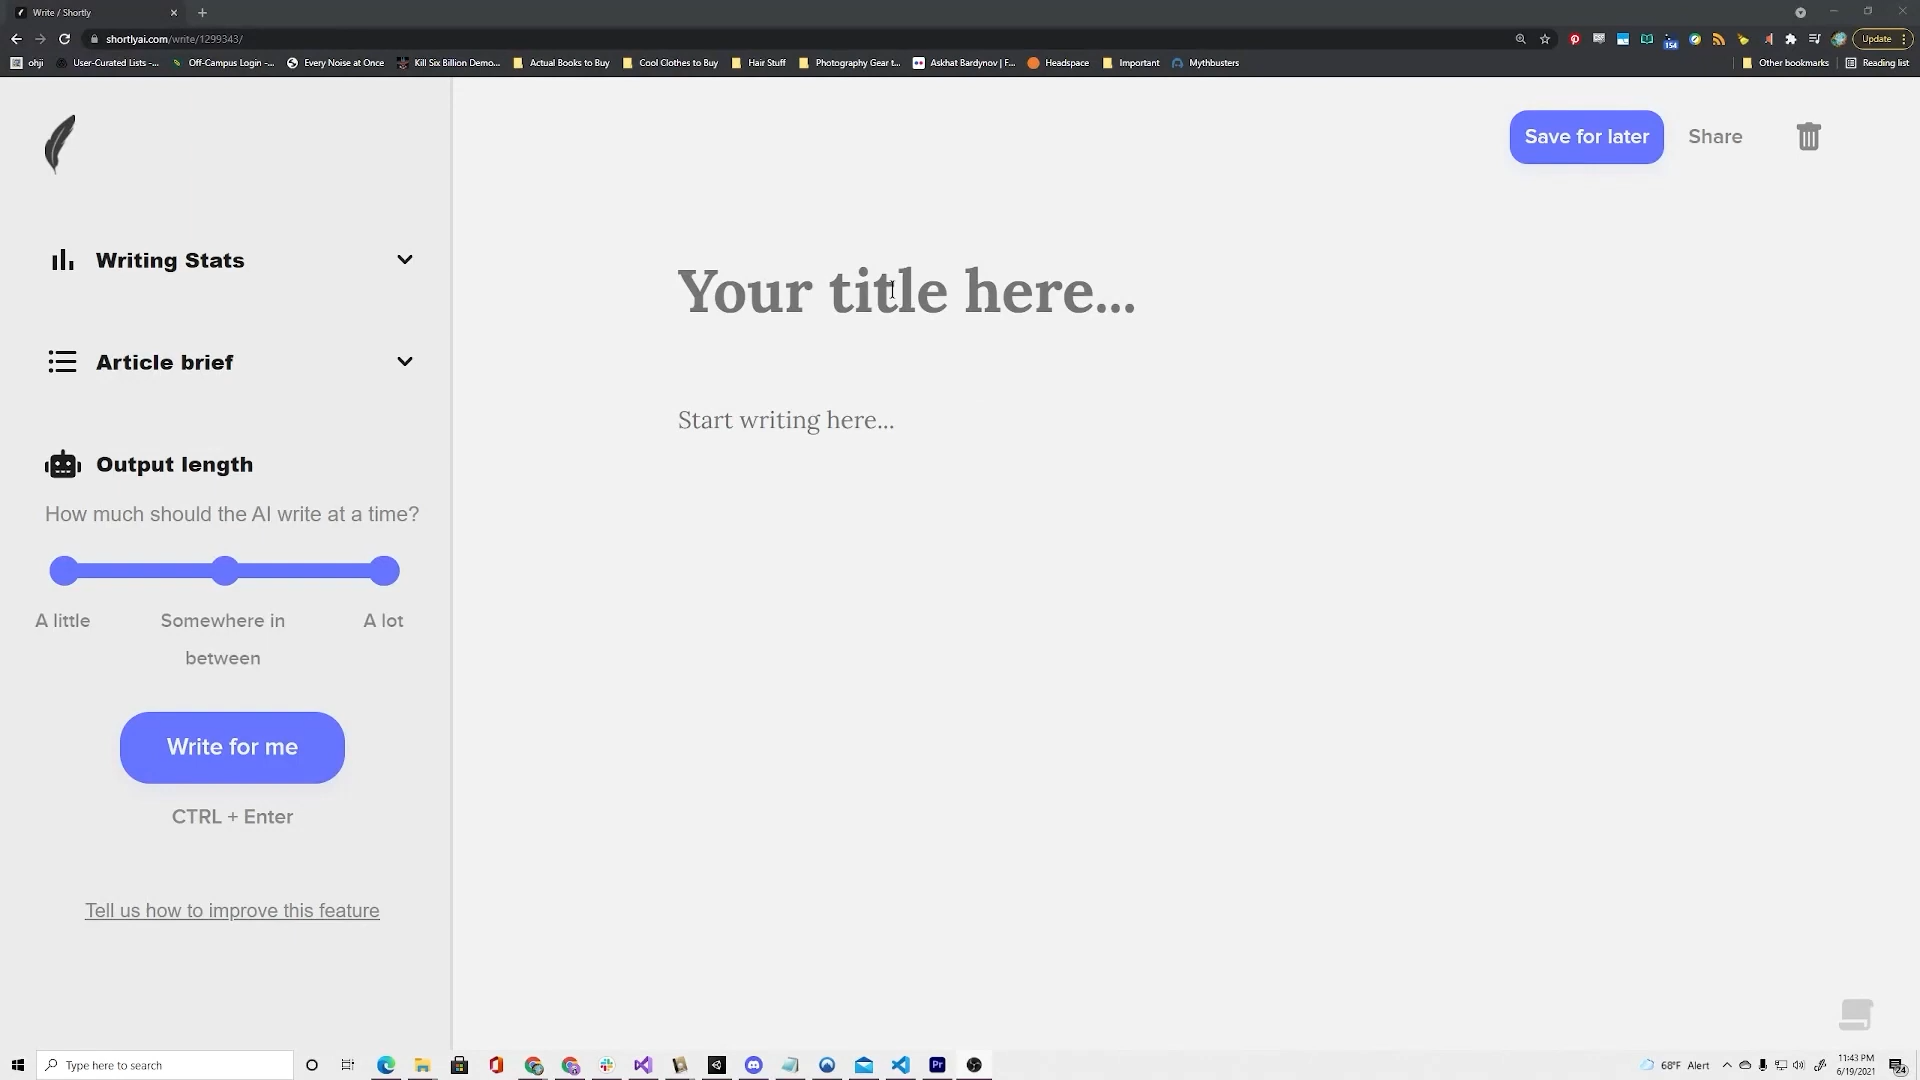 Write / Shortly
shortlyai.com/write/1299343/
Update
ohji
User-Curated Lists -...
Off-Campus Login -...
Every Noise at Once
Kill Six Billion Demo...
Actual Books to Buy
Cool Clothes to Buy
Hair Stuff
Photography Gear t...
Askhat Bardynov | F...
Headspace
Important
Mythbusters
Other bookmarks
Reading list
Save for later
Share
Writing Stats
Article brief
Output length
How much should the AI write at a time?
A little
Somewhere in
between
A lot
Write for me
CTRL + Enter
Tell us how to improve this feature
Your title here...
Start writing here...
Type here to search
Pr
68°F Alert
11:43 PM
6/19/2021
24
154